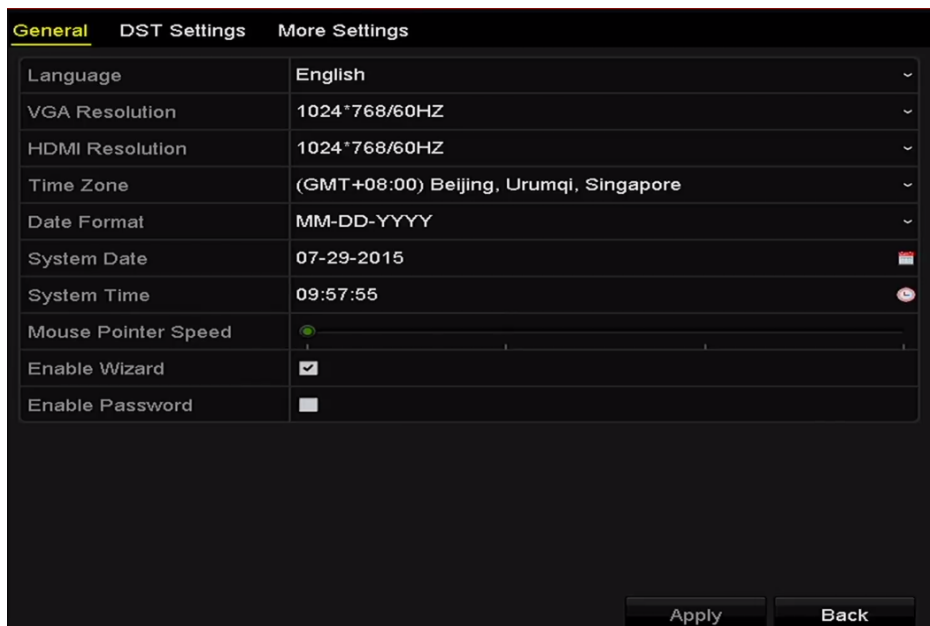 General DST Settings More Settings
Language English
VGA Resolution 1024*768/60HZ
HDMI Resolution 1024*768/60HZ
Time Zone (GMT+08:00) Beijing, Urumqi, Singapore
Date Format MM-DD-YYYY
System Date 07-29-2015
System Time 09:57:55
Mouse Pointer Speed
Enable Wizard
Enable Password
Apply Back